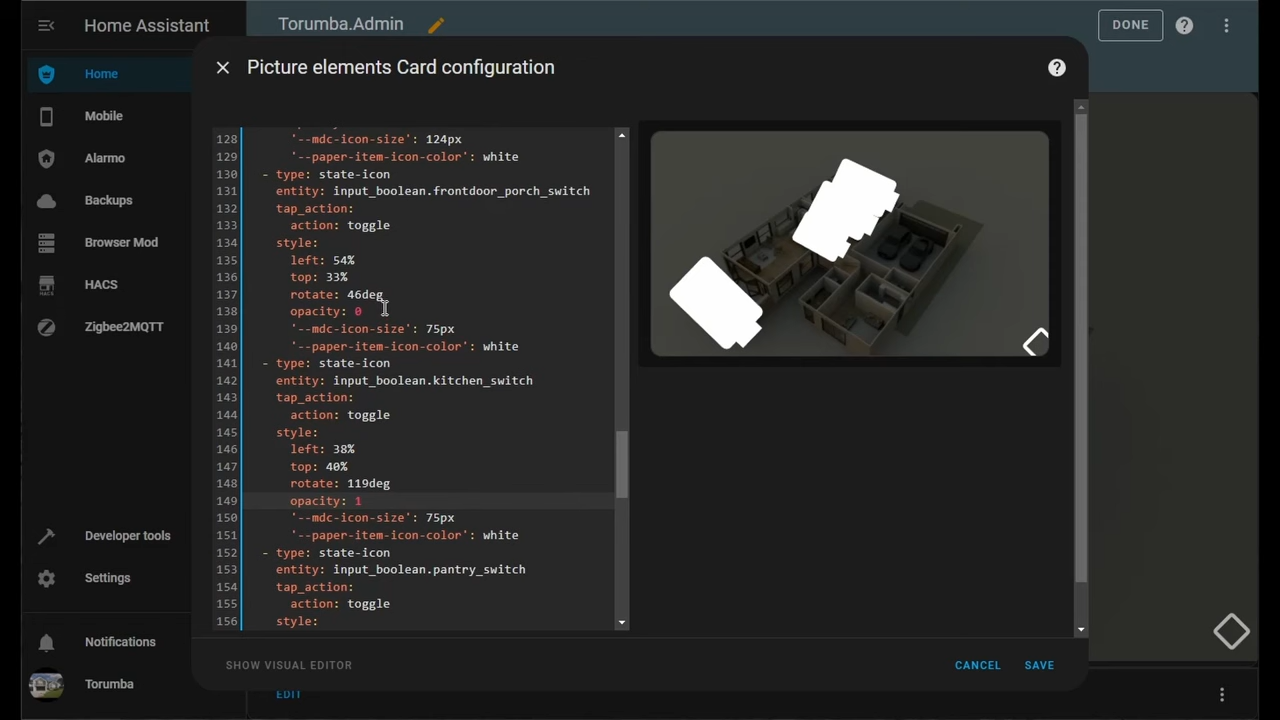 Home Assistant
Torumba.Admin
DONE
Picture elements Card configuration
Home
Mobile
Alarmo
Backups
Browser Mod
HACS
HACS
Zigbee2MQTT
Developer tools
Settings
Notifications
Torumba
128 '--mdc-icon-size': 124px
129 '--paper-item-icon-color': white
130 - type: state-icon
131 entity: input_boolean.frontdoor_porch_switch
132 tap_action:
133 action: toggle
134 style:
135 left: 54%
136 top: 33%
137 rotate: 46deg
138 opacity: 0
139 '--mdc-icon-size': 75px
140 '--paper-item-icon-color': white
141 - type: state-icon
142 entity: input_boolean.kitchen_switch
143 tap_action:
144 action: toggle
145 style:
146 left: 38%
147 top: 40%
148 rotate: 119deg
149 opacity: 1
150 '--mdc-icon-size': 75px
151 '--paper-item-icon-color': white
152 - type: state-icon
153 entity: input_boolean.pantry_switch
154 tap_action:
155 action: toggle
156 style:
SHOW VISUAL EDITOR
CANCEL
SAVE
EDIT